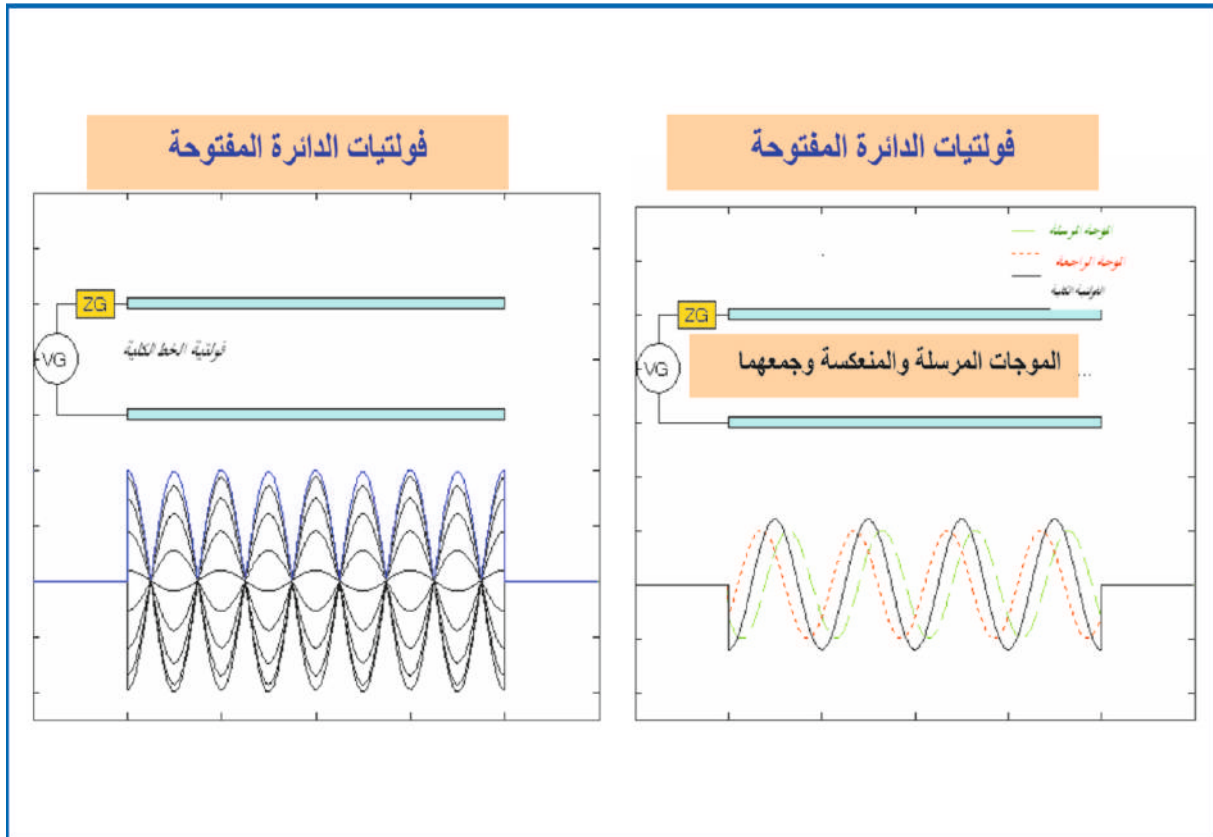 فولتيات الدائرة المفتوحة
الموجة المرسلة
الموجة الراجعة
الفولتية الكلية
ZG
VG
الموجات المرسلة والمنعكسة وجمعهما
...
فولتيات الدائرة المفتوحة
ZG
VG
فولتية الخط الكلية